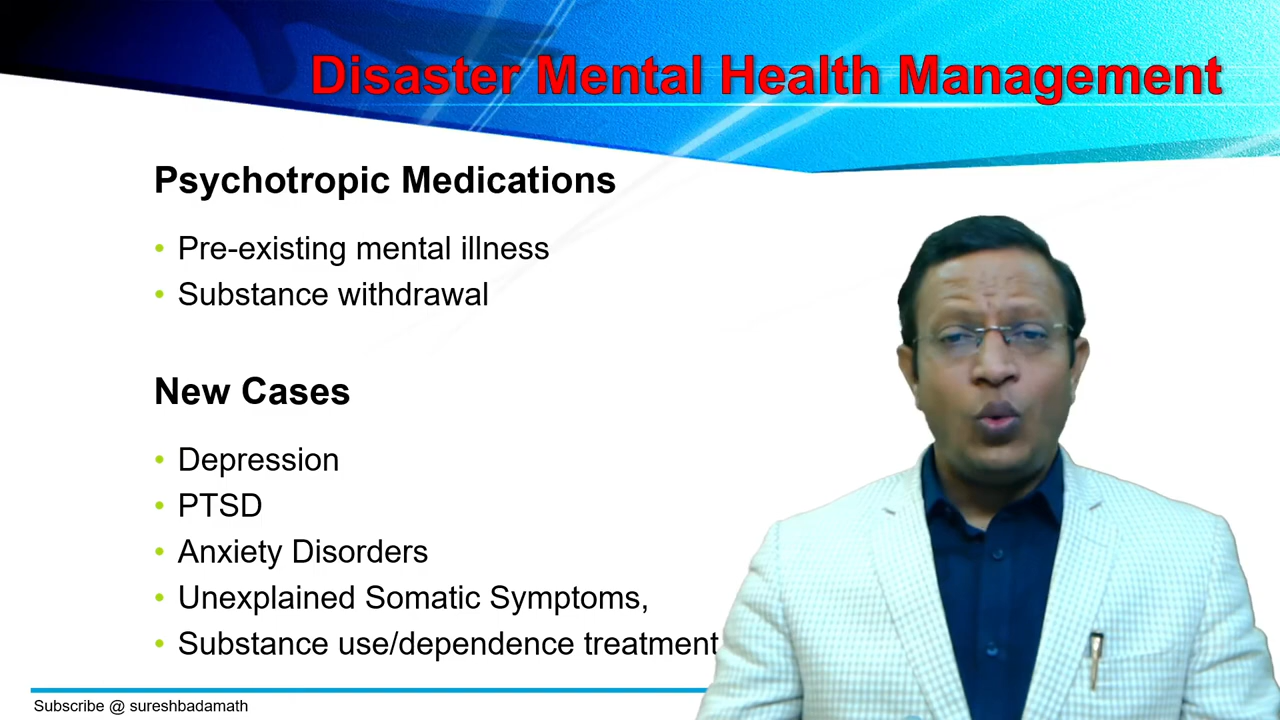 Disaster Mental Health Management
Psychotropic Medications
• Pre-existing mental illness
• Substance withdrawal
New Cases
• Depression
• PTSD
• Anxiety Disorders
• Unexplained Somatic Symptoms,
• Substance use/dependence treatment
Subscribe @ sureshbadamath